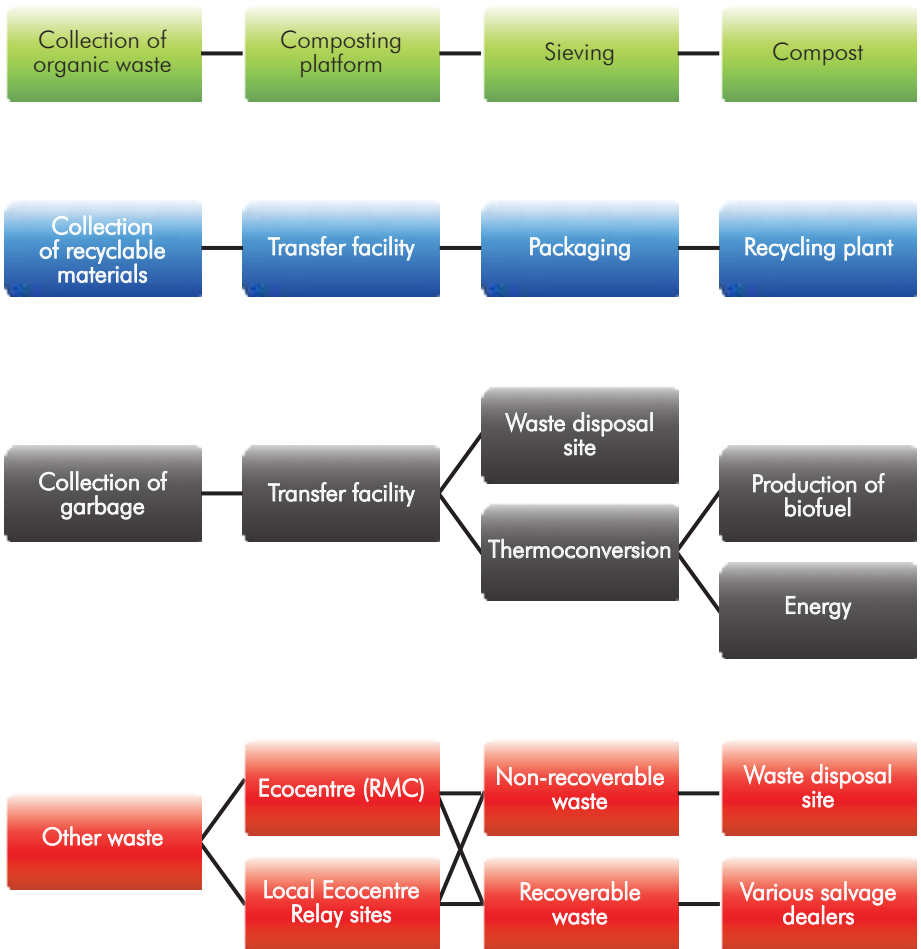 Collection of
organic waste
Composting
platform
Sieving
Compost
Collection
of recyclable
materials
Transfer facility
Packaging
Recycling plant
Collection of
garbage
Transfer facility
Waste disposal
site
Thermoconversion
Production of
biofuel
Energy
Other waste
Ecocentre (RMC)
Local Ecocentre
Relay sites
Non-recoverable
waste
Recoverable
waste
Waste disposal
site
Various salvage
dealers